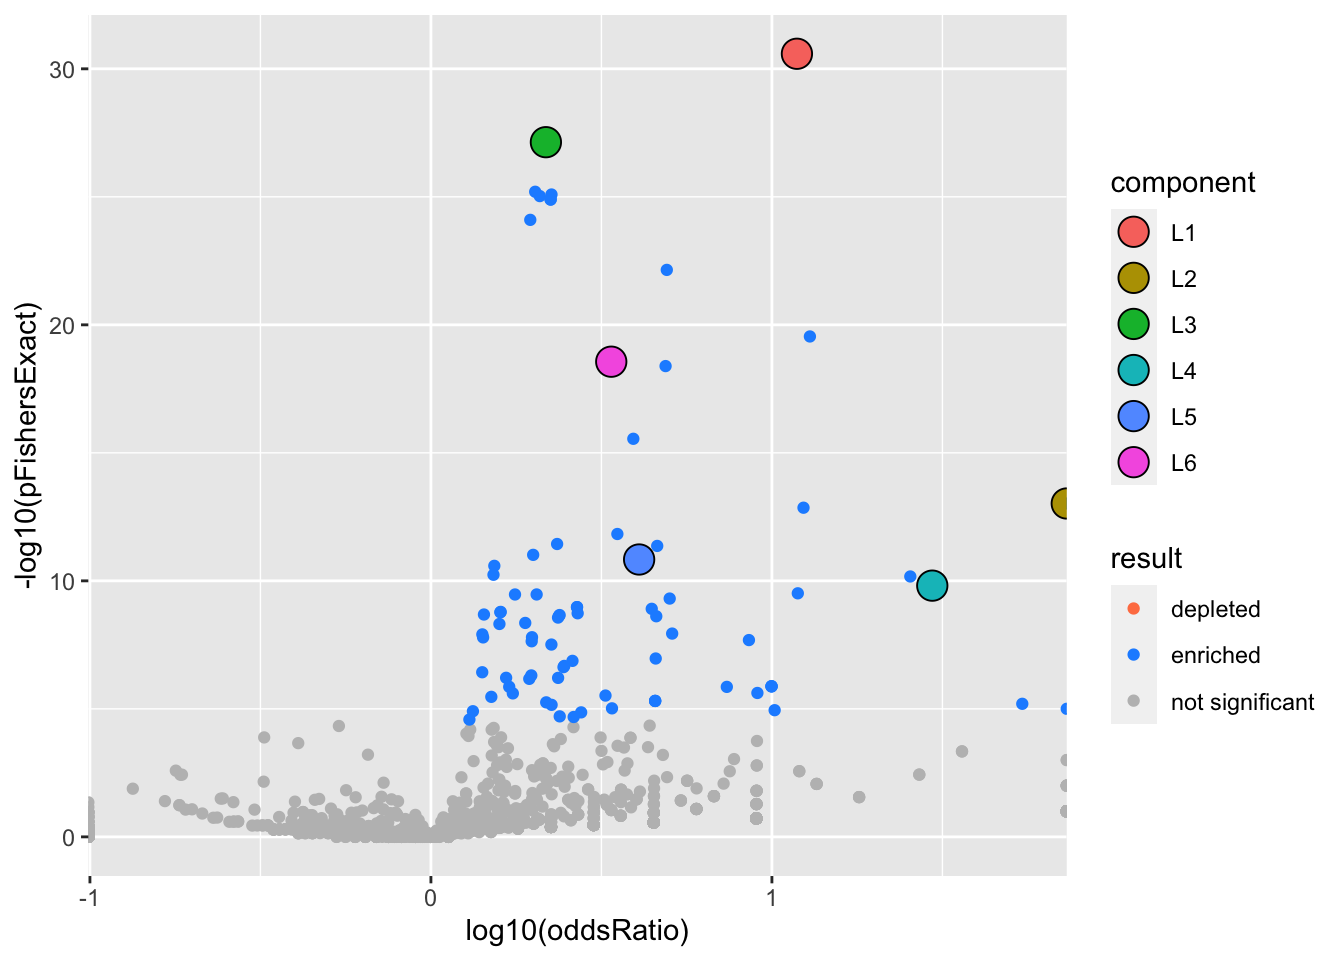 30
20
10
0
-log10(pFishersExact)
-1
0
1
log10(oddsRatio)
component
L1
L2
L3
L4
L5
L6
result
depleted
enriched
not significant